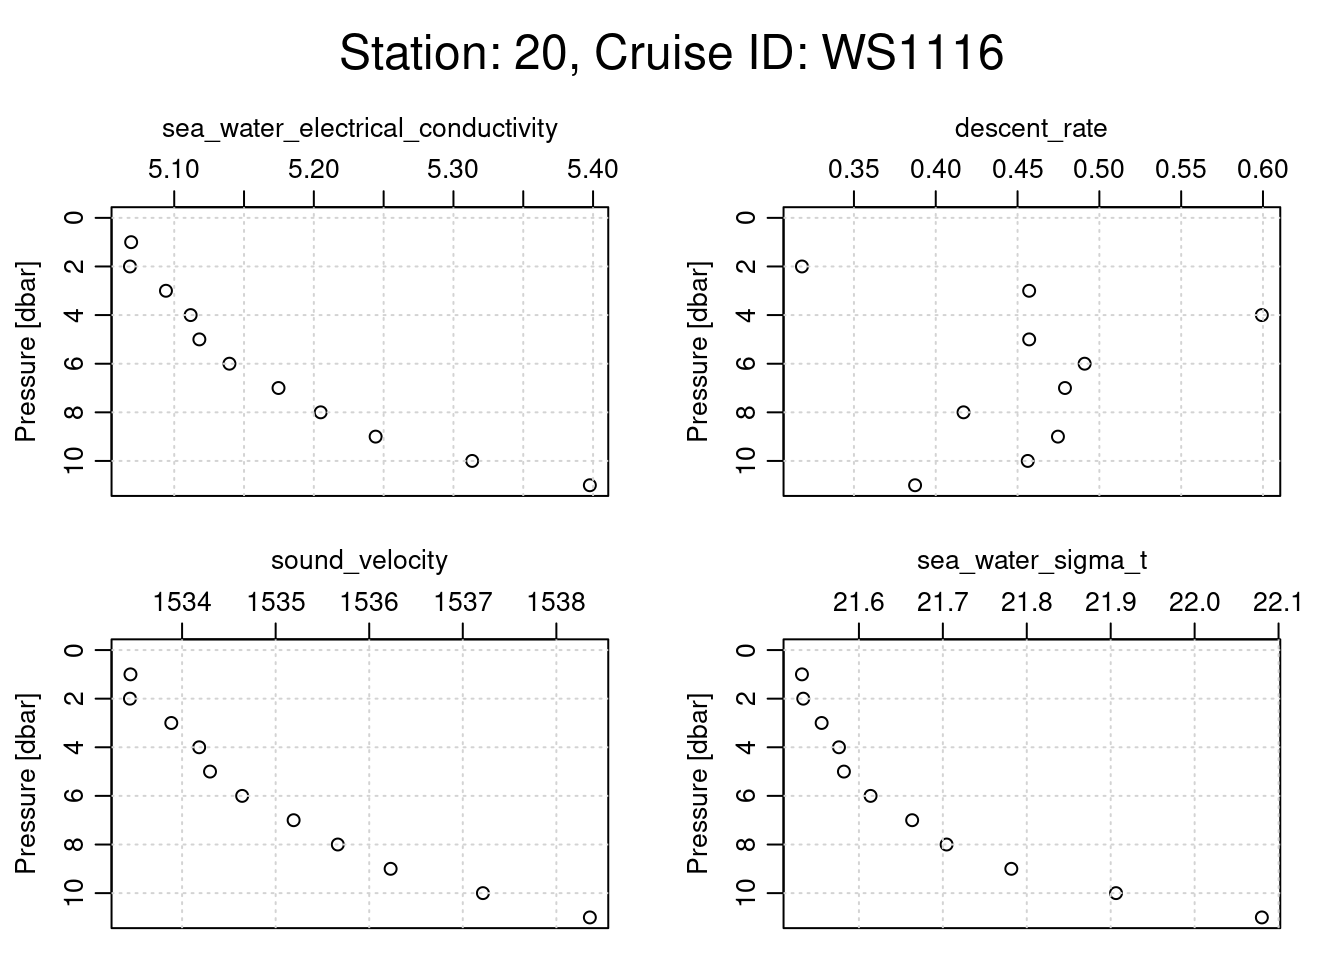 Station: 20, Cruise ID: WS1116
sea_water_electrical_conductivity
5.10 5.20 5.30 5.40
Pressure [dbar]
0 2 4 6 8 10
descent_rate
0.35 0.40 0.45 0.50 0.55 0.60
Pressure [dbar]
0 2 4 6 8 10
sound_velocity
1534 1535 1536 1537 1538
Pressure [dbar]
0 2 4 6 8 10
sea_water_sigma_t
21.6 21.7 21.8 21.9 22.0 22.1
Pressure [dbar]
0 2 4 6 8 10